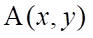 A(x, y)